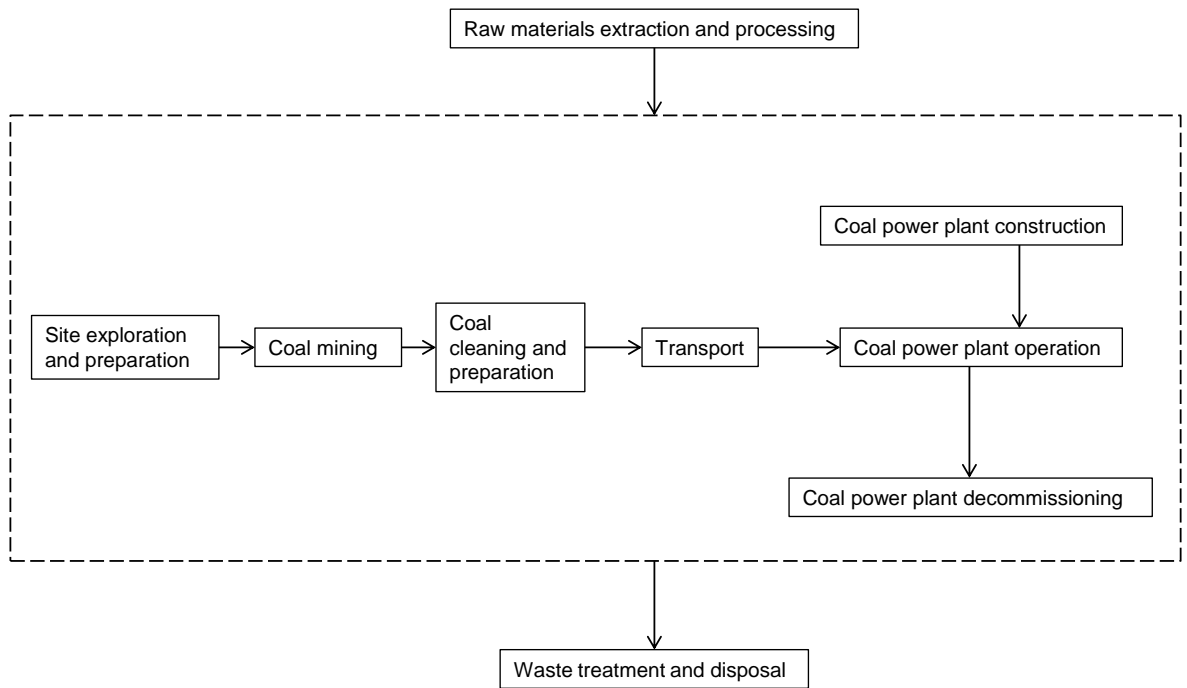 Raw materials extraction and processing
Coal power plant construction
Site exploration
and preparation
Coal mining
Coal
cleaning and
preparation
Transport
Coal power plant operation
Coal power plant decommissioning
Waste treatment and disposal